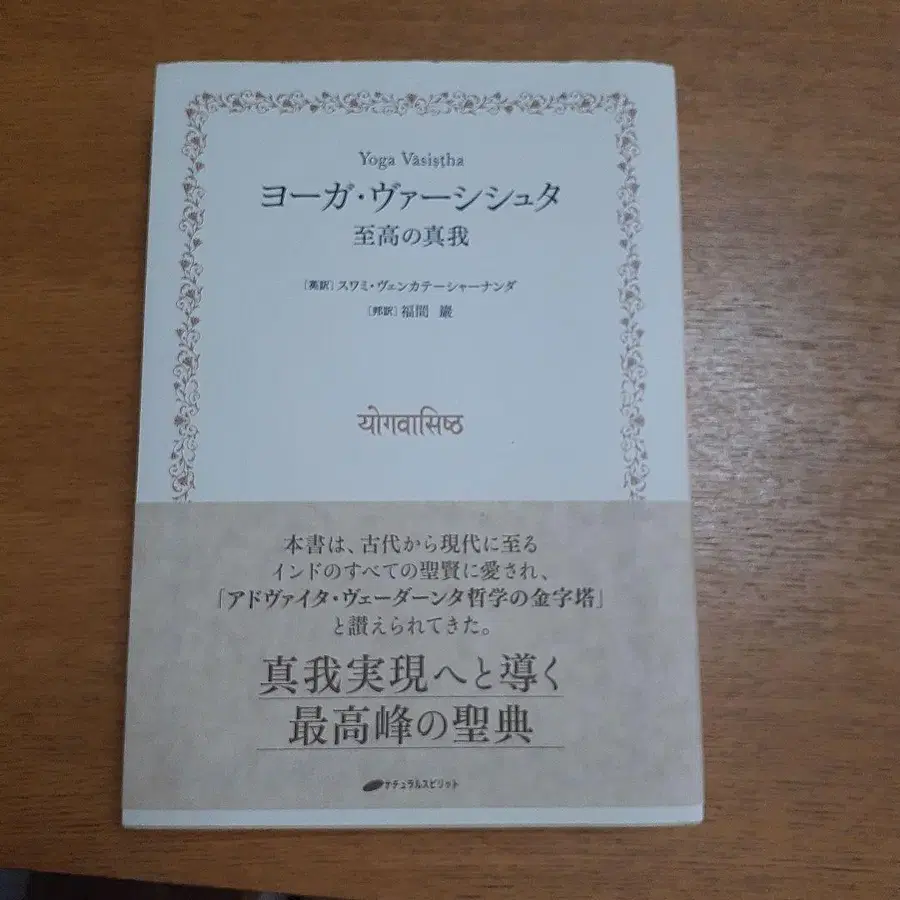 Yoga Vāsiṣṭha
ヨーガ・ヴァーシシュタ
至高の真我
［英訳］スワミ・ヴェンカテーシャーナンダ
［邦訳］福間 巖
योगवासिष्ठ
本書は、古代から現代に至る
インドのすべての聖賢に愛され、
「アドヴァイタ・ヴェーダーンタ哲学の金字塔」
と讃えられてきた。
真我実現へと導く
最高峰の聖典
ナチュラルスピリット